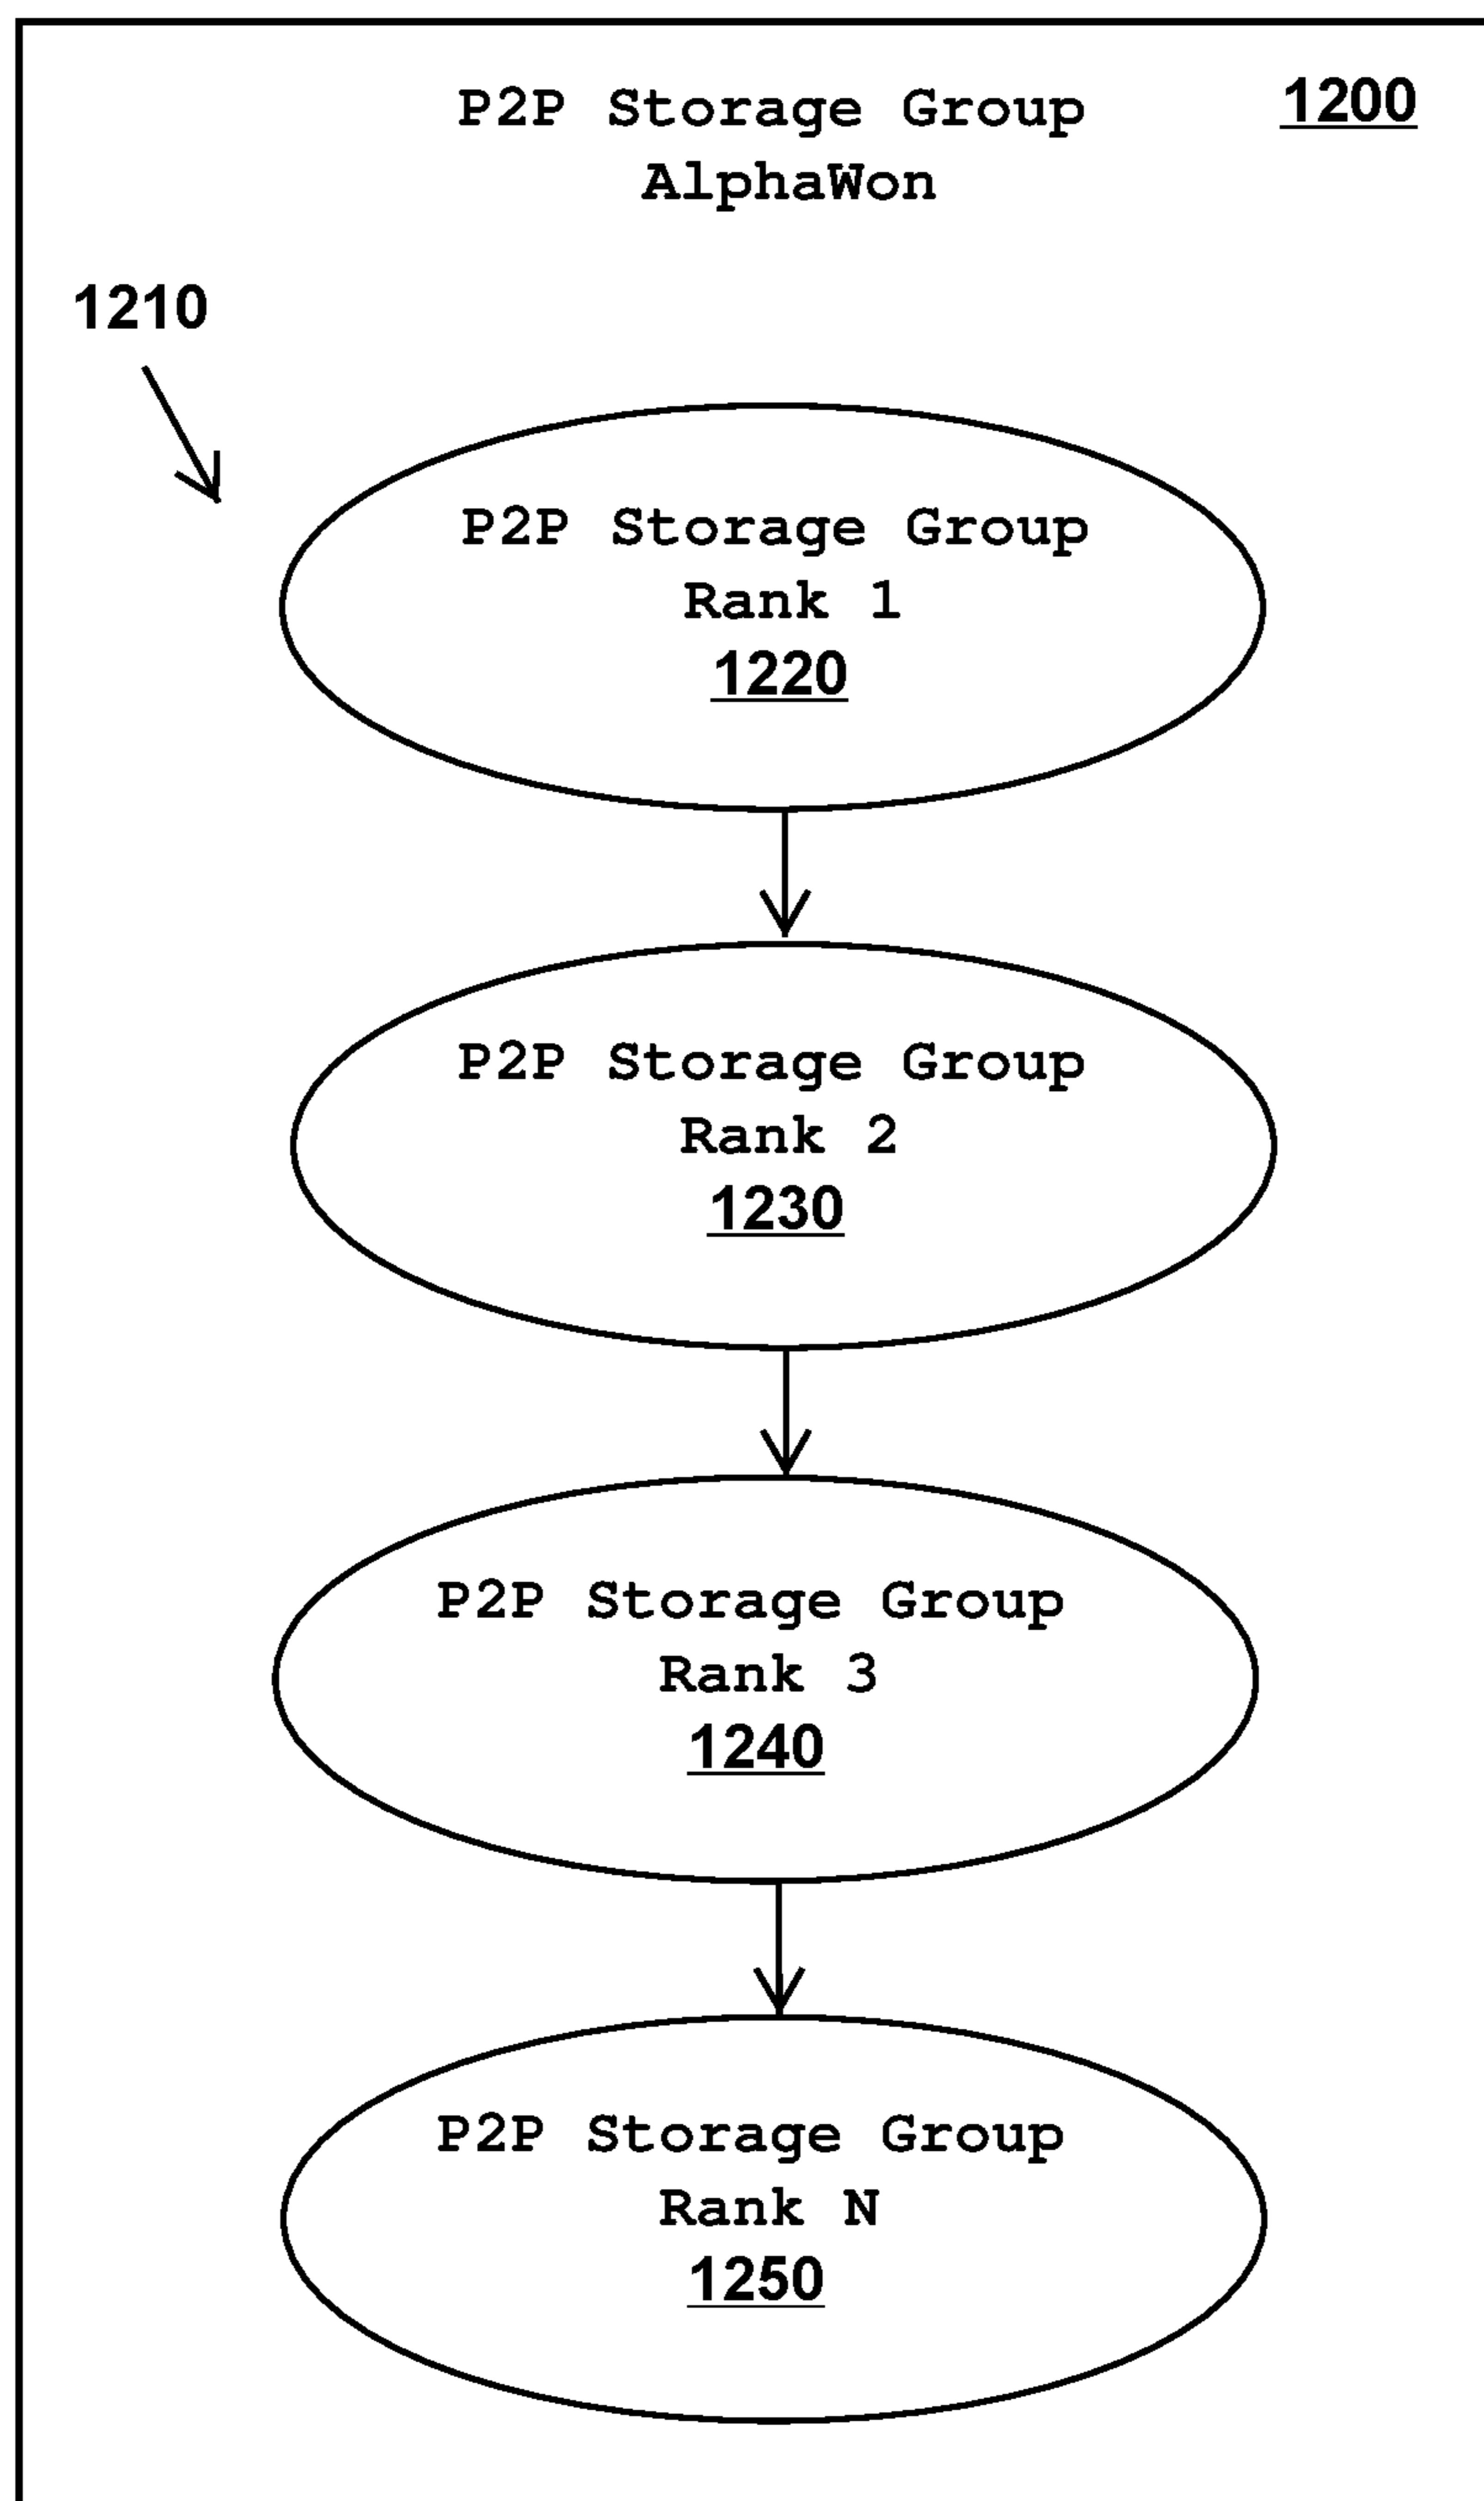 P2P Storage Group 1200
AlphaWon
1210
P2P Storage Group
Rank 1
1220
P2P Storage Group
Rank 2
1230
P2P Storage Group
Rank 3
1240
P2P Storage Group
Rank N
1250